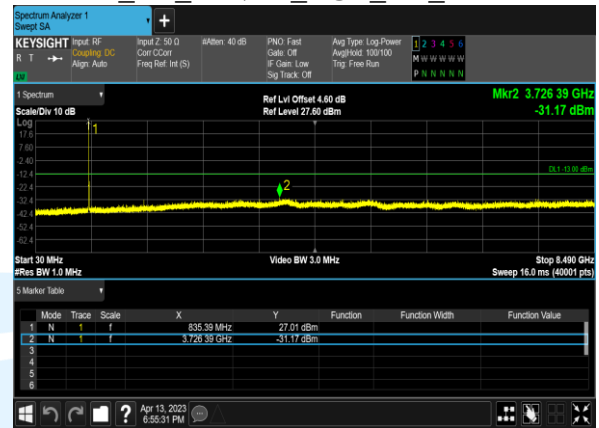 Spectrum Analyzer 1
Swept SA
KEYSIGHT Input: RF Input Z: 50 Ω #Atten: 40 dB PNO: Fast Avg Type: Log-Power 1 2 3 4 5 6
R T Coupling: DC Corr CCorr Gate: Off Avg|Hold: 100/100 M W W W W W
Align: Auto Freq Ref: Int (S) IF Gain: Low Trig: Free Run
Sig Track: Off P N N N N N
1 Spectrum
Ref Lvl Offset 4.60 dB Mkr2 3.726 39 GHz
Scale/Div 10 dB Ref Level 27.60 dBm -31.17 dBm
Log
17.6 1
7.60
-2.40
-12.4 DL1 -13.00 dBm
-22.4 2
-32.4
-42.4
-52.4
-62.4
Start 30 MHz Video BW 3.0 MHz Stop 8.490 GHz
#Res BW 1.0 MHz Sweep 16.0 ms (40001 pts)
5 Marker Table
Mode Trace Scale X Y Function Function Width Function Value
1 N 1 f 835.39 MHz 27.01 dBm
2 N 1 f 3.726 39 GHz -31.17 dBm
3
4
5
6
? Apr 13, 2023
6:55:31 PM